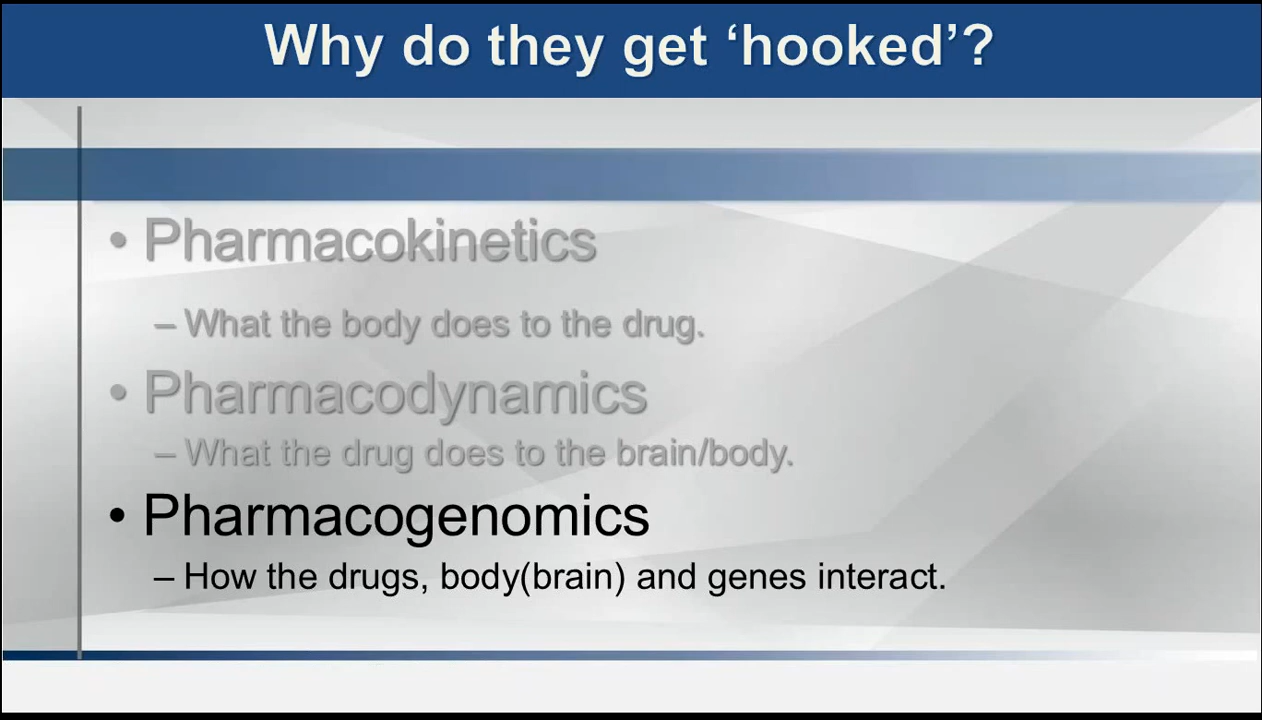 Why do they get ‘hooked’?
• Pharmacokinetics
– What the body does to the drug.
• Pharmacodynamics
– What the drug does to the brain/body.
• Pharmacogenomics
– How the drugs, body(brain) and genes interact.